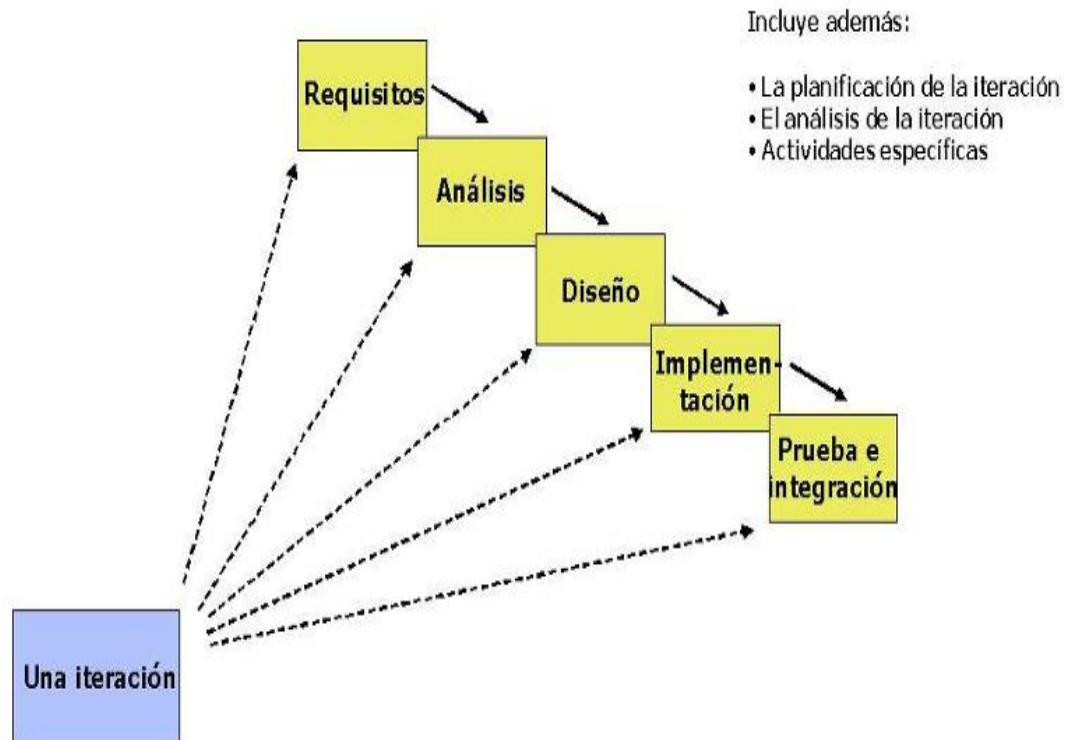 Incluye además:
• La planificación de la iteración
• El análisis de la iteración
• Actividades específicas
Requisitos
Análisis
Diseño
Implemen-
tación
Prueba e
integración
Una iteración